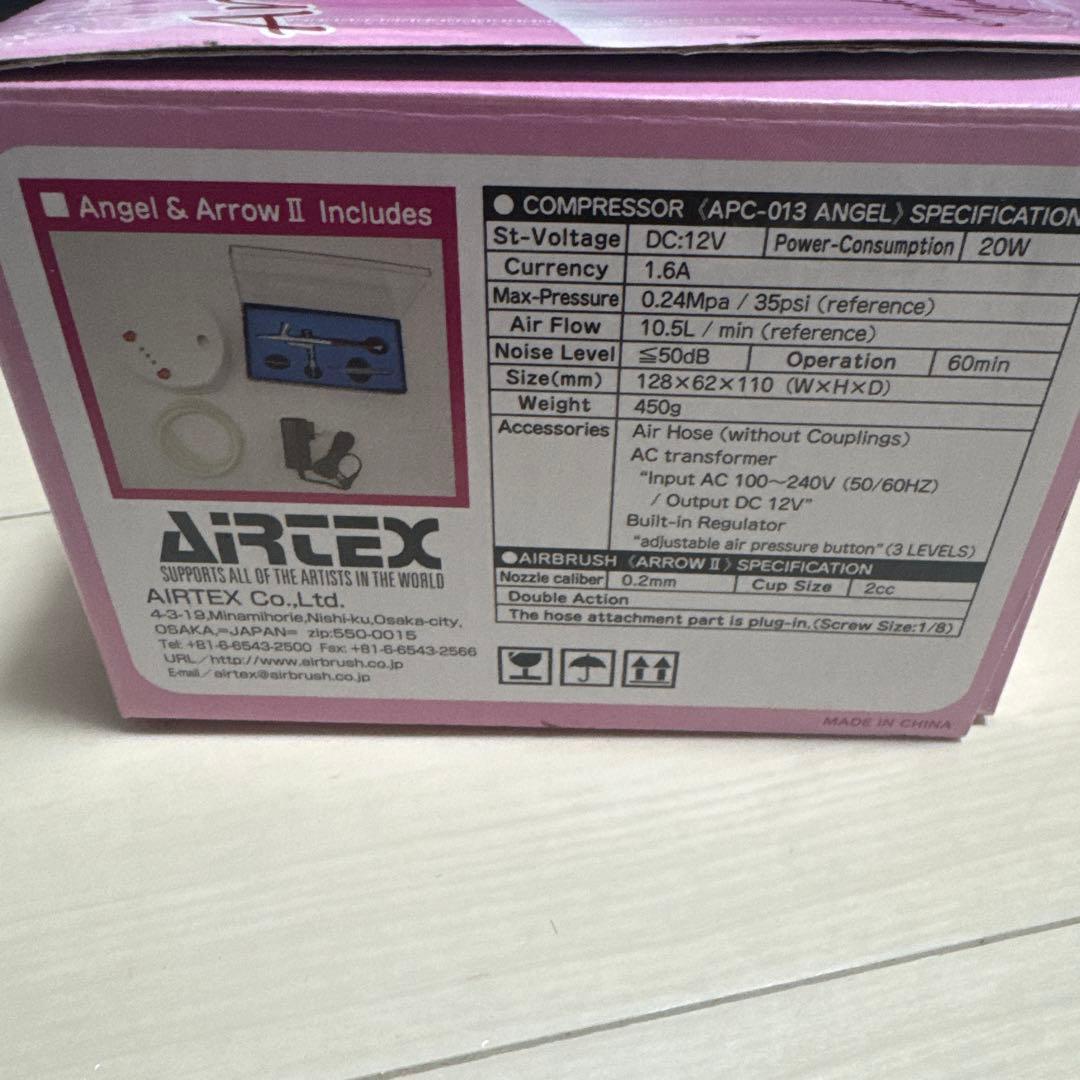 ■ Angel & Arrow Ⅱ Includes
AiRTEX
SUPPORTS ALL OF THE ARTISTS IN THE WORLD
AIRTEX Co.,Ltd.
4-3-19,Minamihorie,Nishi-ku,Osaka-city,
OSAKA,=JAPAN= zip:550-0015
Tel: +81-6-6543-2500 Fax: +81-6-6543-2566
URL/http://www.airbrush.co.jp
E-mail/airtex@airbrush.co.jp
● COMPRESSOR 《APC-013 ANGEL》 SPECIFICATION
St-Voltage DC:12V Power-Consumption 20W
Currency 1.6A
Max-Pressure 0.24Mpa / 35psi (reference)
Air Flow 10.5L / min (reference)
Noise Level ≦50dB Operation 60min
Size(mm) 128×62×110 (W×H×D)
Weight 450g
Accessories Air Hose (without Couplings)
AC transformer
"Input AC 100~240V (50/60HZ)
/ Output DC 12V"
Built-in Regulator
"adjustable air pressure button"(3 LEVELS)
●AIRBRUSH 《ARROW Ⅱ》SPECIFICATION
Nozzle caliber 0.2mm Cup Size 2cc
Double Action
The hose attachment part is plug-in.(Screw Size:1/8)
MADE IN CHINA